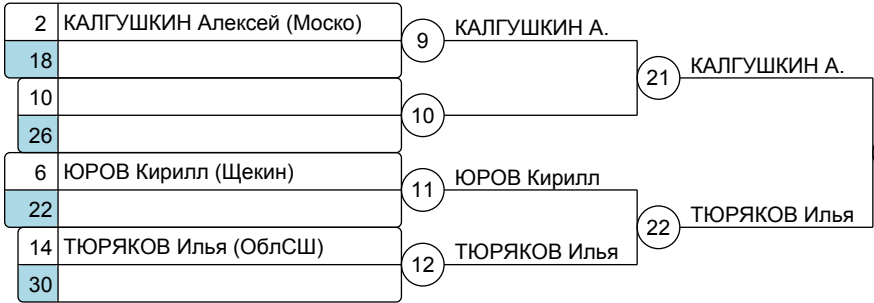 2 КАЛГУШКИН Алексей (Моско)
18
10
26
6 ЮРОВ Кирилл (Щекин)
22
14 ТЮРЯКОВ Илья (ОблСШ)
30
9 КАЛГУШКИН А.
10
11 ЮРОВ Кирилл
12 ТЮРЯКОВ Илья
21 КАЛГУШКИН А.
22 ТЮРЯКОВ Илья